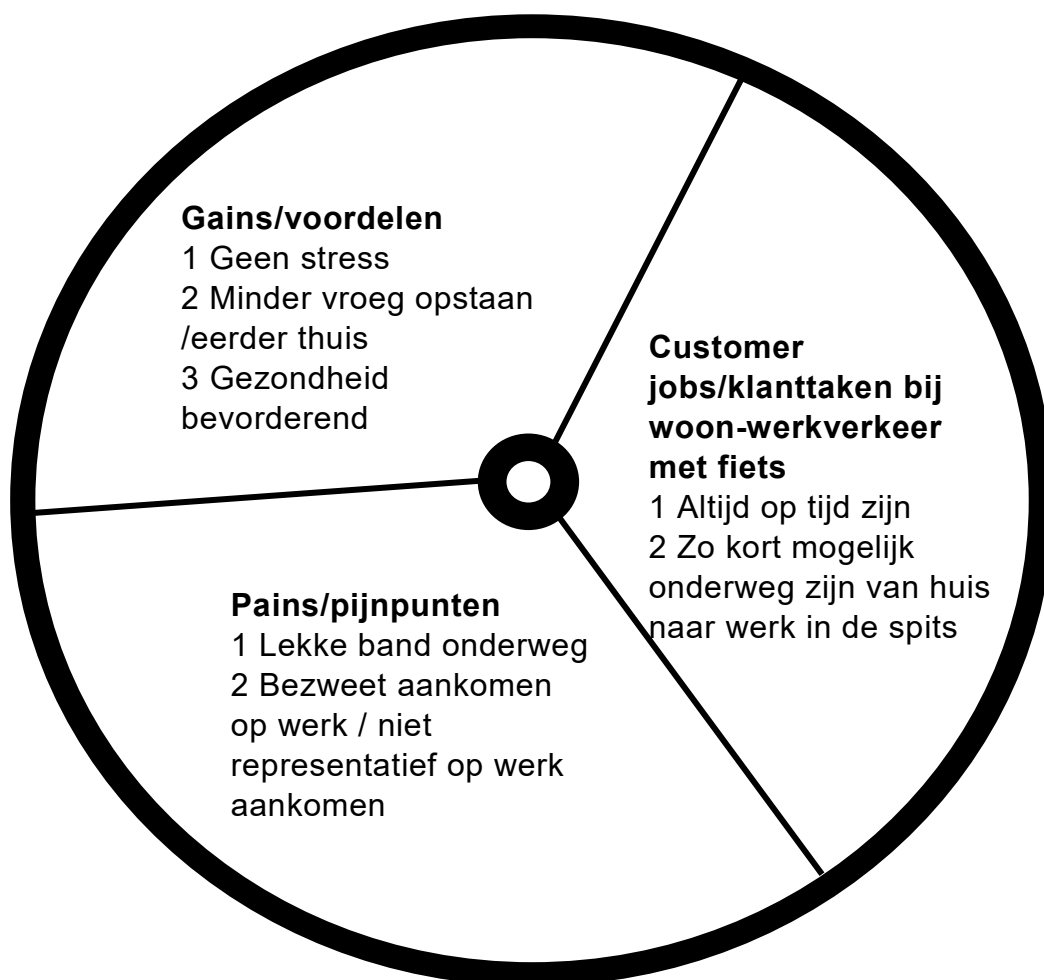 Gains/voordelen
1 Geen stress
2 Minder vroeg opstaan
/eerder thuis
3 Gezondheid
bevorderend
Customer
jobs/klanttaken bij
woon-werkverkeer
met fiets
1 Altijd op tijd zijn
2 Zo kort mogelijk
onderweg zijn van huis
naar werk in de spits
Pains/pijnpunten
1 Lekke band onderweg
2 Bezweet aankomen
op werk / niet
representatief op werk
aankomen